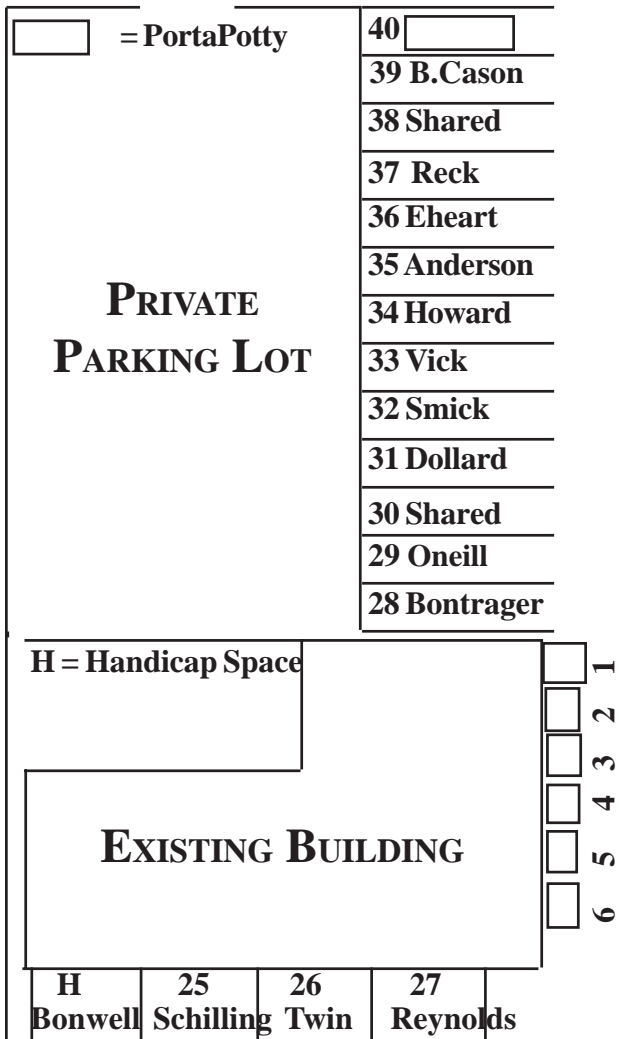 = PortaPotty
40
39 B.Cason
38 Shared
37 Reck
36 Eheart
35 Anderson
34 Howard
33 Vick
32 Smick
31 Dollard
30 Shared
29 Oneill
28 Bontrager
PRIVATE
PARKING LOT
H = Handicap Space
1
2
3
4
5
6
EXISTING BUILDING
H 25 26 27
Bonwell Schilling Twin Reynolds